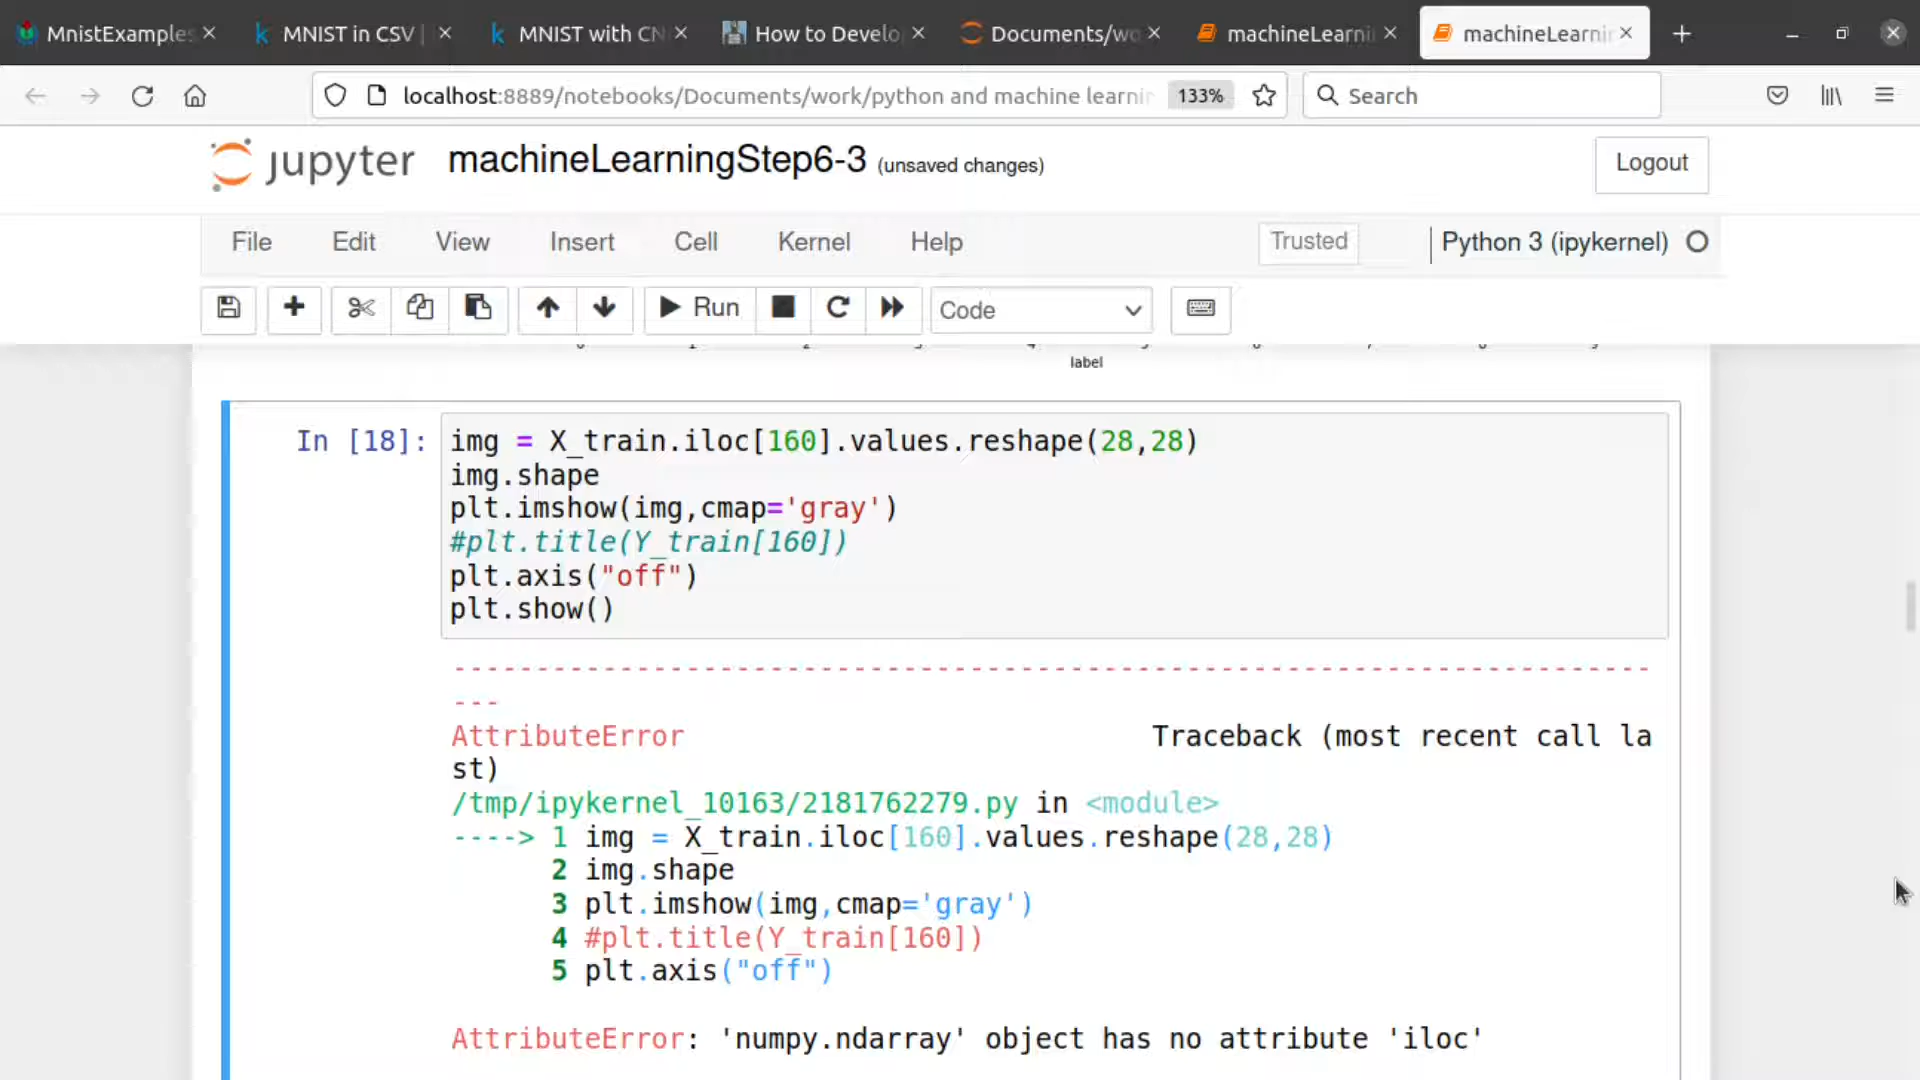 MnistExamples
MNIST in CSV |
MNIST with CN
How to Develo
Documents/wo
machineLearni
machineLearni
localhost:8889/notebooks/Documents/work/python and machine learnin
133%
Search
jupyter
machineLearningStep6-3 (unsaved changes)
Logout
File
Edit
View
Insert
Cell
Kernel
Help
Trusted
Python 3 (ipykernel)
Run
Code
label
In [18]:
img = X_train.iloc[160].values.reshape(28,28)
img.shape
plt.imshow(img,cmap='gray')
#plt.title(Y_train[160])
plt.axis("off")
plt.show()
---------------------------------------------------------------------------
AttributeError Traceback (most recent call la
st)
/tmp/ipykernel_10163/2181762279.py in <module>
----> 1 img = X_train.iloc[160].values.reshape(28,28)
2 img.shape
3 plt.imshow(img,cmap='gray')
4 #plt.title(Y_train[160])
5 plt.axis("off")
AttributeError: 'numpy.ndarray' object has no attribute 'iloc'